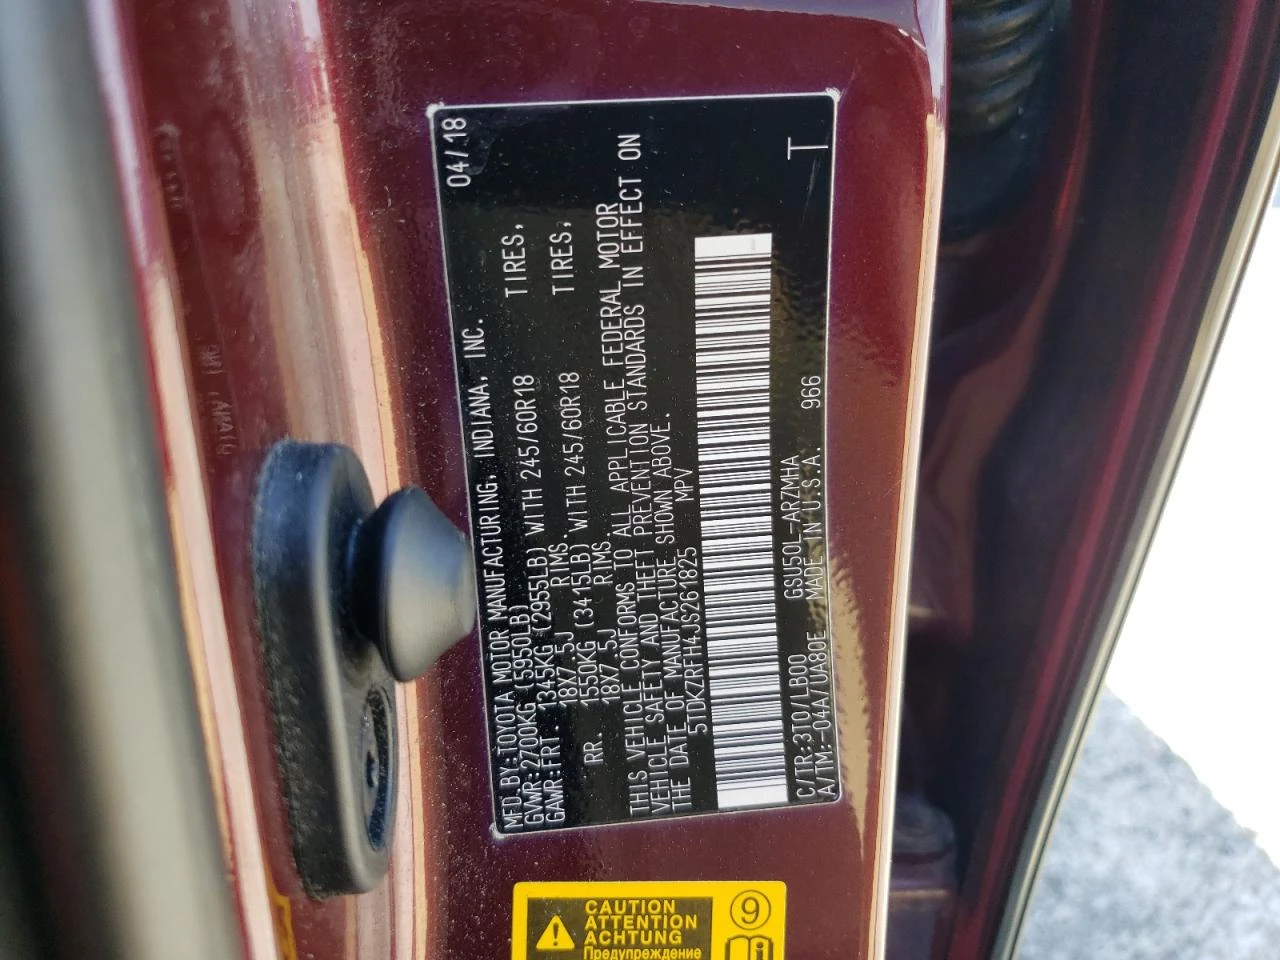 MFD.BY:TOYOTA MOTOR MANUFACTURING, INDIANA, INC. 04/18
GVWR:2700KG (5950LB)
GAWR:FRT. 1345KG (2955LB) WITH 245/60R18 TIRES,
18X7.5J RIMS.
RR. 1550KG (3415LB) WITH 245/60R18 TIRES,
18X7.5J RIMS.
THIS VEHICLE CONFORMS TO ALL APPLICABLE FEDERAL MOTOR
VEHICLE SAFETY AND THEFT PREVENTION STANDARDS IN EFFECT ON
THE DATE OF MANUFACTURE SHOWN ABOVE.
5TDKZRFH4JS261825 MPV
C/TR:3T0/LB00 GSU50L-ARZMHA T
A/TM:-04A/UA80E MADE IN U.S.A. 966
CAUTION
ATTENTION
ACHTUNG
Предупреждение
9